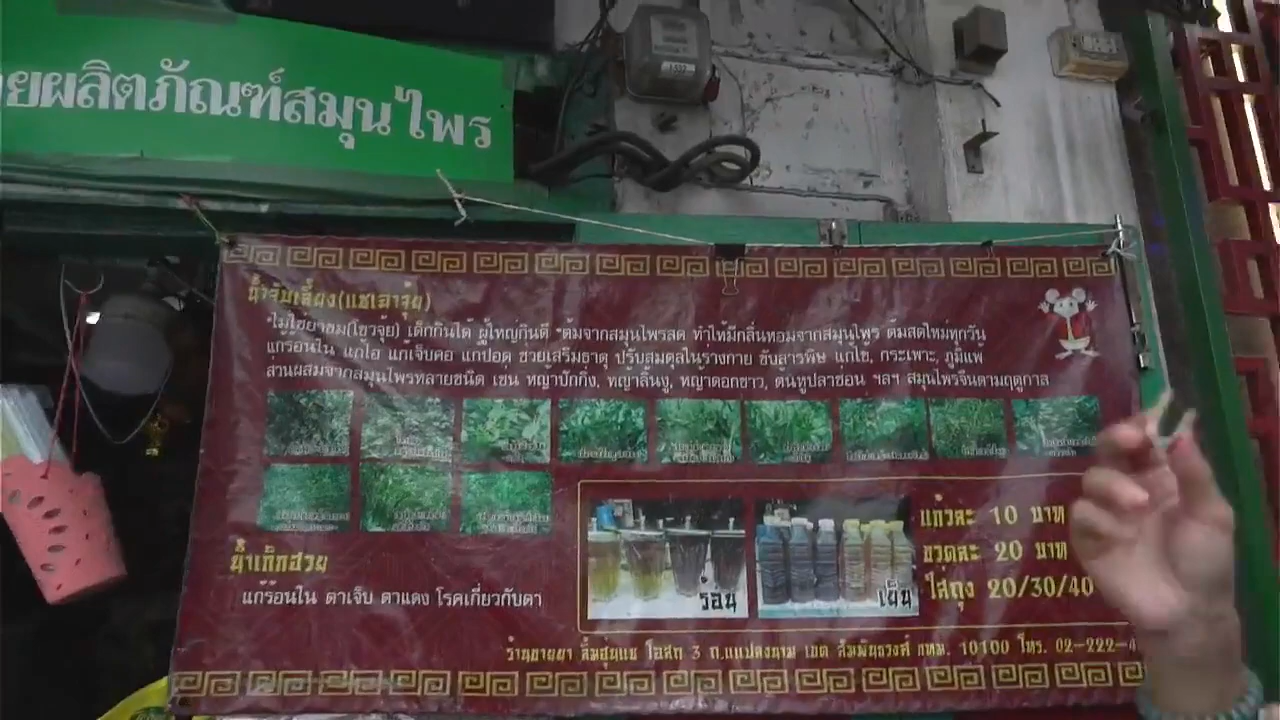 ยผลิตภัณฑ์สมุนไพร
น้ำจับเลี้ยง(แชเฉาจุ้ย)
*ไม่ใช่ยาขม(โขวจุ้ย) เด็กกินได้ ผู้ใหญ่กินดี *ต้มจากสมุนไพรสด ทำให้มีกลิ่นหอมจากสมุนไพร ต้มสดใหม่ทุกวัน
แก้ร้อนใน แก้ไอ แก้เจ็บคอ แก้ปอด ช่วยเสริมธาตุ ปรับสมดุลในร่างกาย ขับสารพิษ แก้ไข้, กระเพาะ, ภูมิแพ้
ส่วนผสมจากสมุนไพรหลายชนิด เช่น หญ้าปักกิ่ง, หญ้าลิ้นงู, หญ้าดอกขาว, ต้นหูปลาช่อน ฯลฯ สมุนไพรจีนตามฤดูกาล
น้ำเก๊กฮวย
แก้ร้อนใน ตาเจ็บ ตาแดง โรคเกี่ยวกับตา
ร้อน
เย็น
แก้วละ 10 บาท
ขวดละ 20 บาท
ใส่ถุง 20/30/40
ร้านขายยา ลิ้มฮุ่นแช โอสถ 3 ถ.แปลงนาม เขต สัมพันธวงศ์ กทม. 10100 โทร. 02-222-4